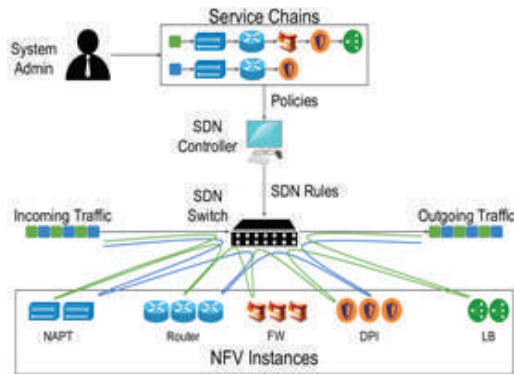 Service Chains
System
Admin
Policies
SDN
Controller
SDN Rules
SDN
Switch
Incoming Traffic
Outgoing Traffic
NAPT
Router
FW
DPI
LB
NFV Instances